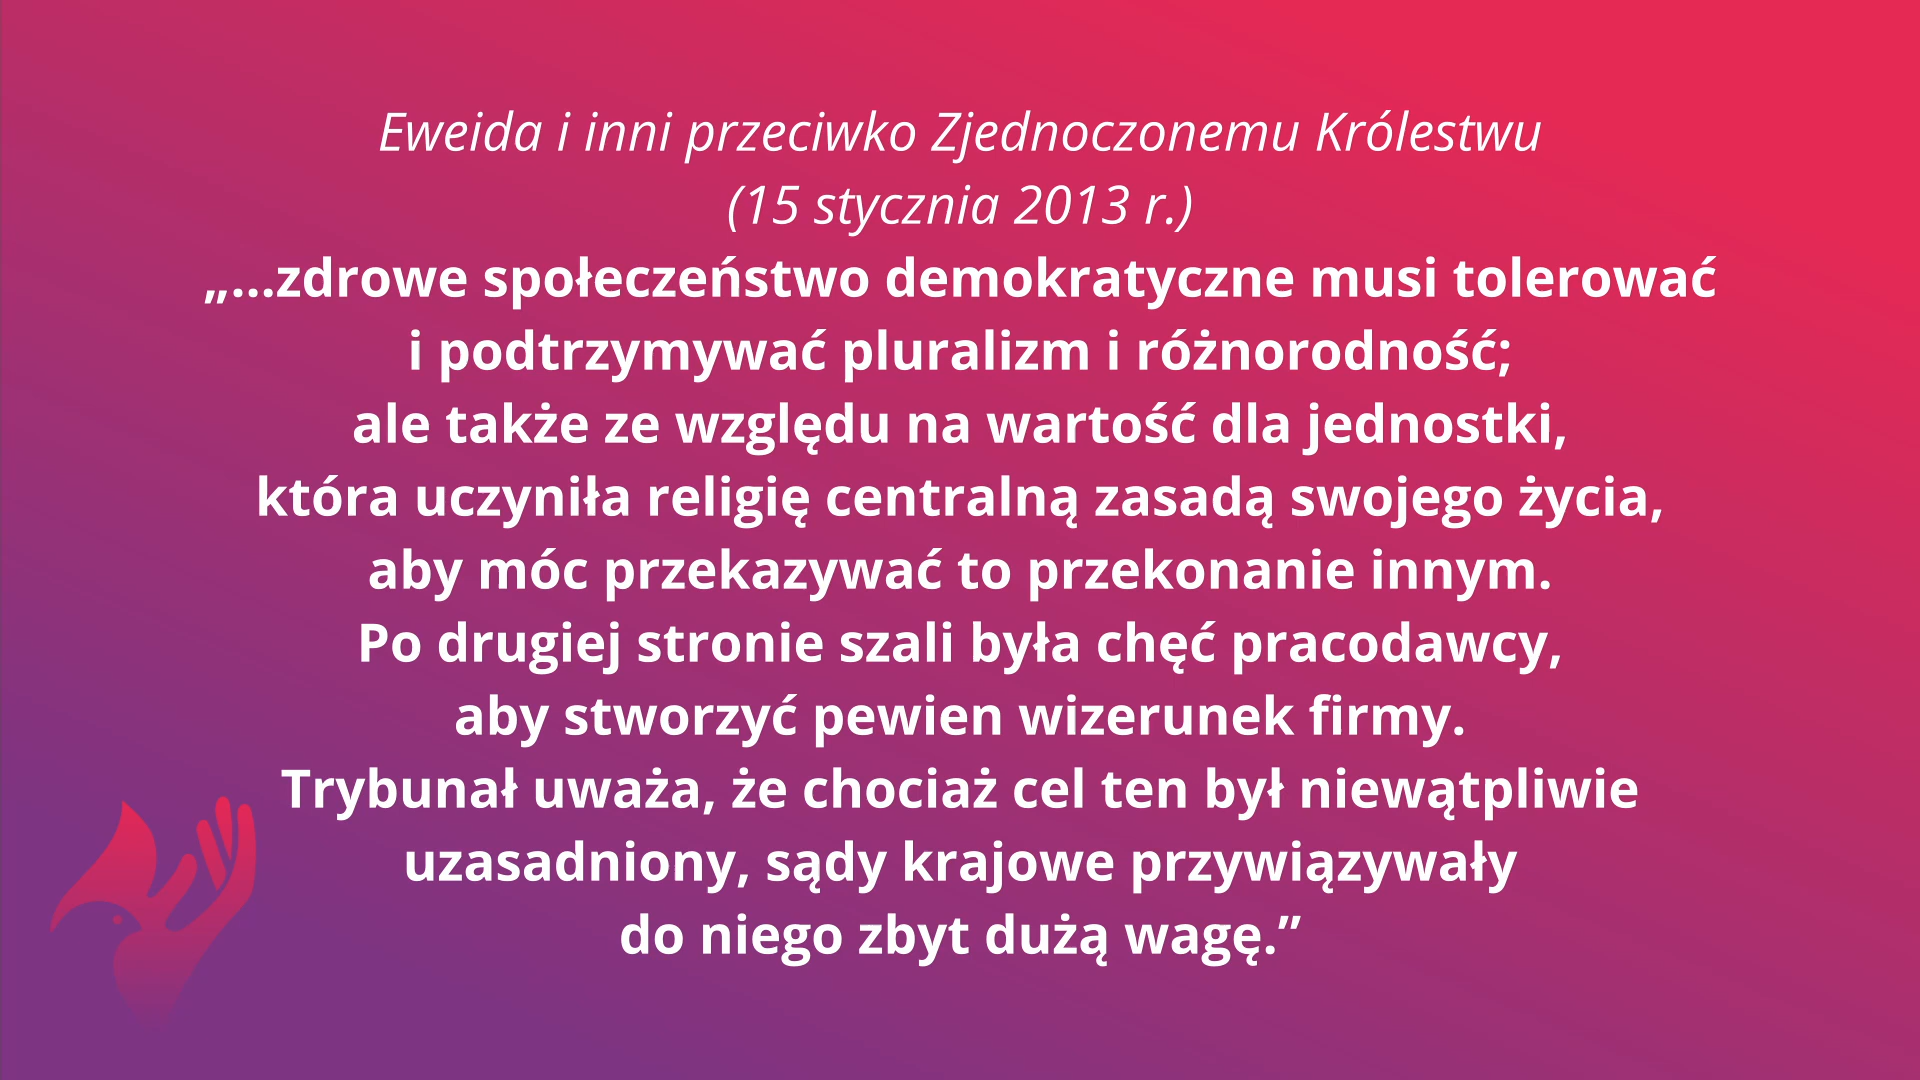 Eweida i inni przeciwko Zjednoczonemu Królestwu
(15 stycznia 2013 r.)
„...zdrowe społeczeństwo demokratyczne musi tolerować
i podtrzymywać pluralizm i różnorodność;
ale także ze względu na wartość dla jednostki,
która uczyniła religię centralną zasadą swojego życia,
aby móc przekazywać to przekonanie innym.
Po drugiej stronie szali była chęć pracodawcy,
aby stworzyć pewien wizerunek firmy.
Trybunał uważa, że chociaż cel ten był niewątpliwie
uzasadniony, sądy krajowe przywiązywały
do niego zbyt dużą wagę.”